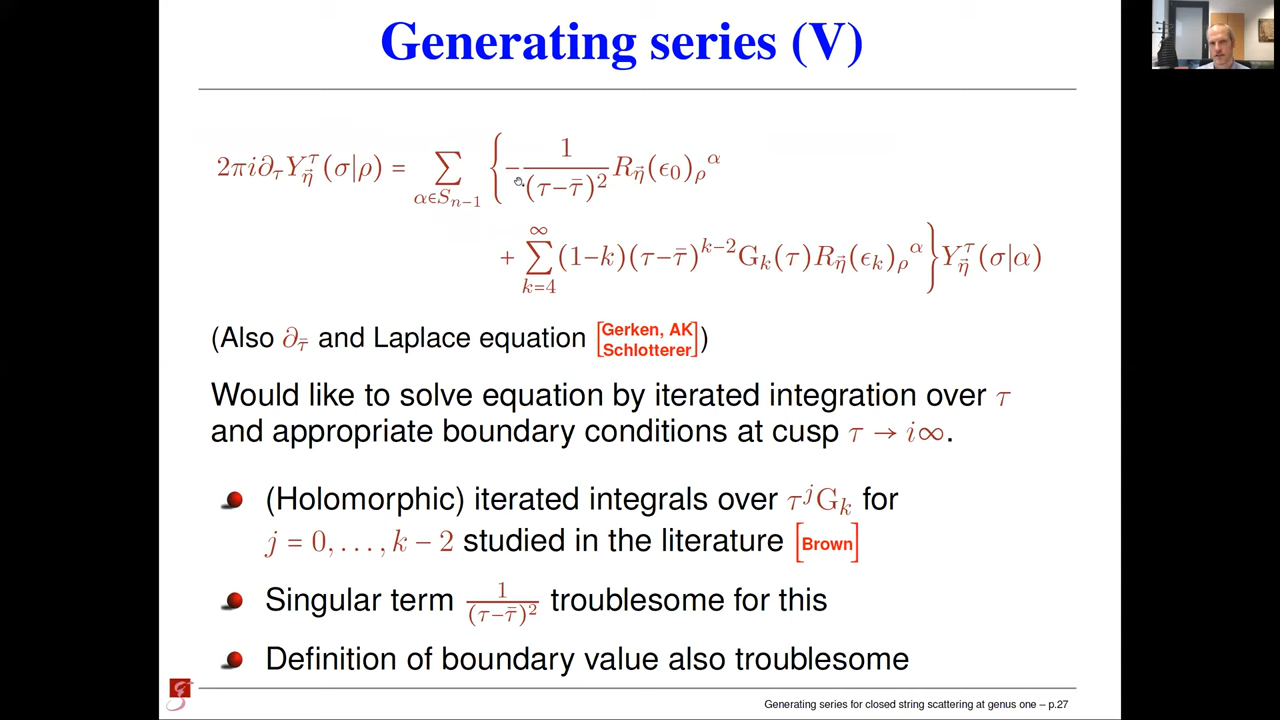 Generating series (V)
2πi∂_τ Y^τ_η⃗(σ|ρ) = ∑_{α∈S_{n−1}} { −1/(τ−τ̄)² R_η⃗(ϵ₀)_ρ^α
+ ∑_{k=4}^∞ (1−k)(τ−τ̄)^{k−2} G_k(τ) R_η⃗(ϵ_k)_ρ^α } Y^τ_η⃗(σ|α)
(Also ∂_τ̄ and Laplace equation [Gerken, AK
Schlotterer])
Would like to solve equation by iterated integration over τ
and appropriate boundary conditions at cusp τ → i∞.
(Holomorphic) iterated integrals over τ^j G_k for
j = 0, . . . , k − 2 studied in the literature [Brown]
Singular term 1/(τ−τ̄)² troublesome for this
Definition of boundary value also troublesome
Generating series for closed string scattering at genus one – p.27